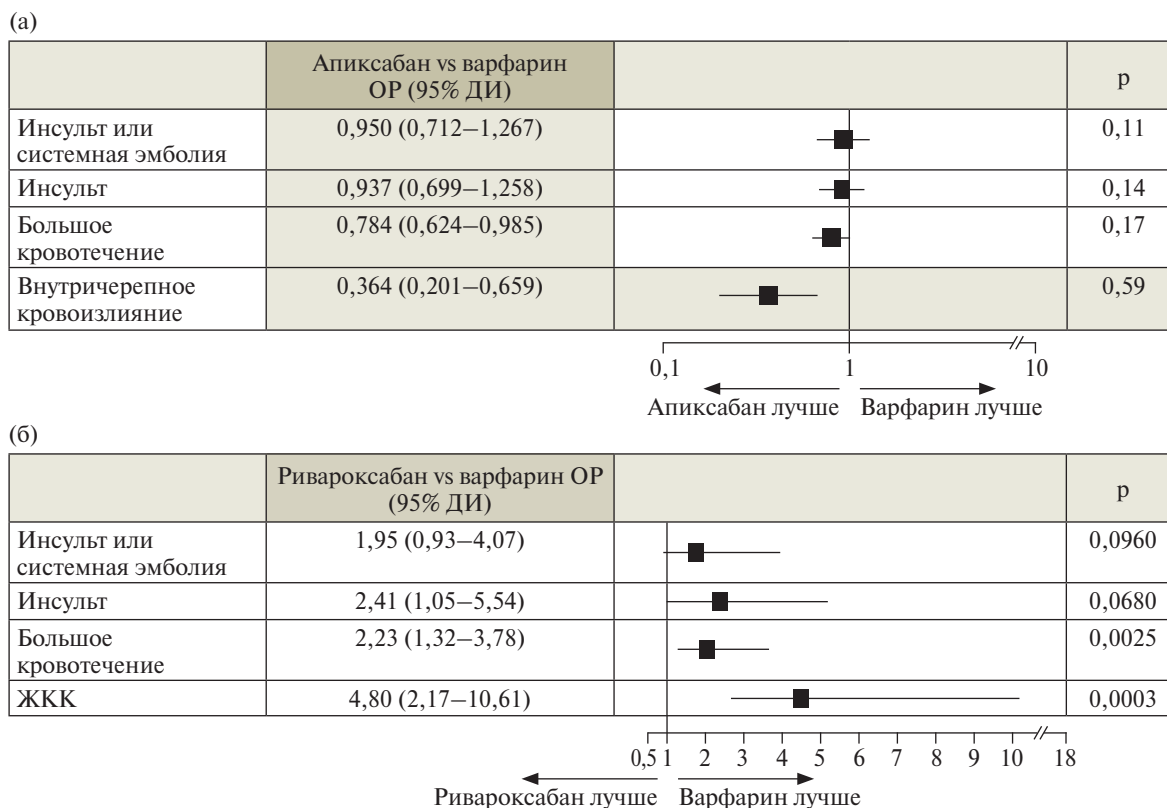 (а)
Апиксабан vs варфарин
ОР (95% ДИ)
р
Инсульт или
системная эмболия
0,950 (0,712–1,267)
0,11
Инсульт
0,937 (0,699–1,258)
0,14
Большое
кровотечение
0,784 (0,624–0,985)
0,17
Внутричерепное
кровоизлияние
0,364 (0,201–0,659)
0,59
0,1 1 10
Апиксабан лучше Варфарин лучше
(б)
Ривароксабан vs варфарин ОР
(95% ДИ)
р
Инсульт или
системная эмболия
1,95 (0,93–4,07)
0,0960
Инсульт
2,41 (1,05–5,54)
0,0680
Большое
кровотечение
2,23 (1,32–3,78)
0,0025
ЖКК
4,80 (2,17–10,61)
0,0003
0,5 1 2 3 4 5 6 7 8 9 10 18
Ривароксабан лучше Варфарин лучше